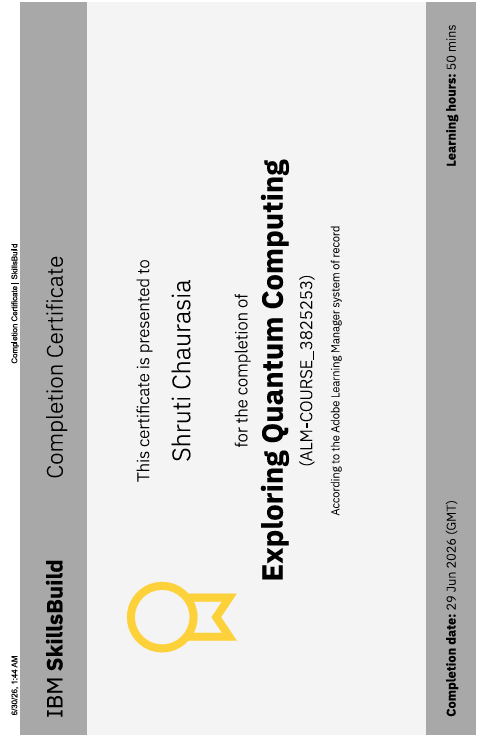 6/30/26, 1:44 AM
Completion Certificate | SkillsBuild
IBM SkillsBuild
Completion Certificate
This certificate is presented to
Shruti Chaurasia
for the completion of
Exploring Quantum Computing
(ALM-COURSE_3825253)
According to the Adobe Learning Manager system of record
Completion date: 29 Jun 2026 (GMT)
Learning hours: 50 mins